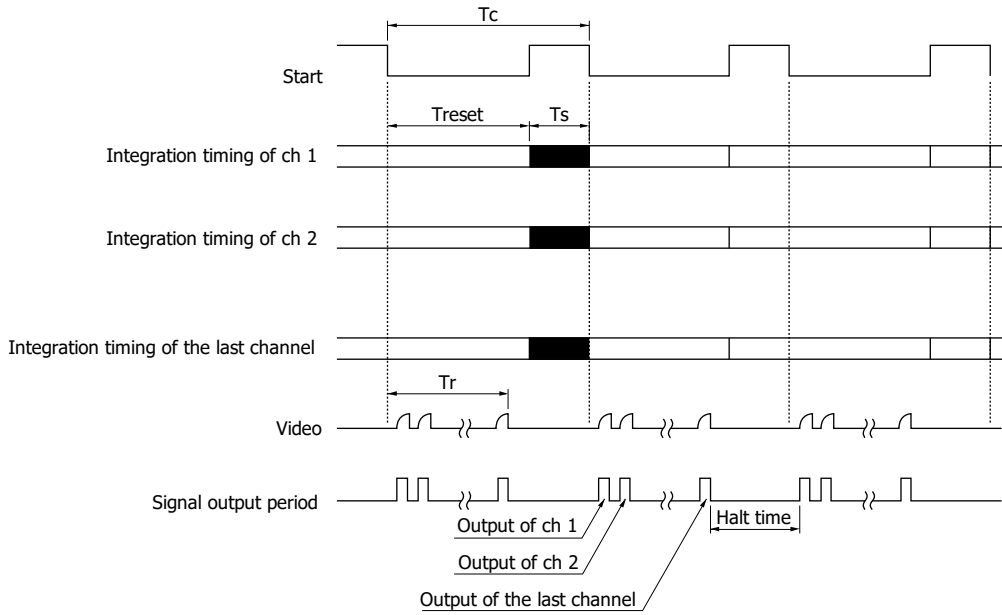 Tc
Start
Treset
Ts
Integration timing of ch 1
Integration timing of ch 2
Integration timing of the last channel
Tr
Video
Signal output period
Output of ch 1
Halt time
Output of ch 2
Output of the last channel